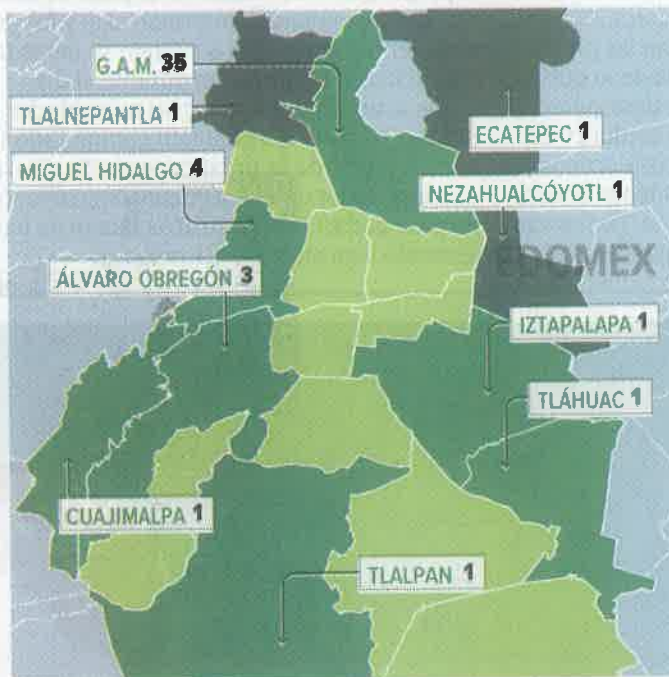 G.A.M. 35
TLALNEPANTLA 1
ECATEPEC 1
MIGUEL HIDALGO 4
NEZAHUALCÓYOTL 1
EDOMEX
ÁLVARO OBREGÓN 3
IZTAPALAPA 1
TLÁHUAC 1
CUAJIMALPA 1
TLALPAN 1